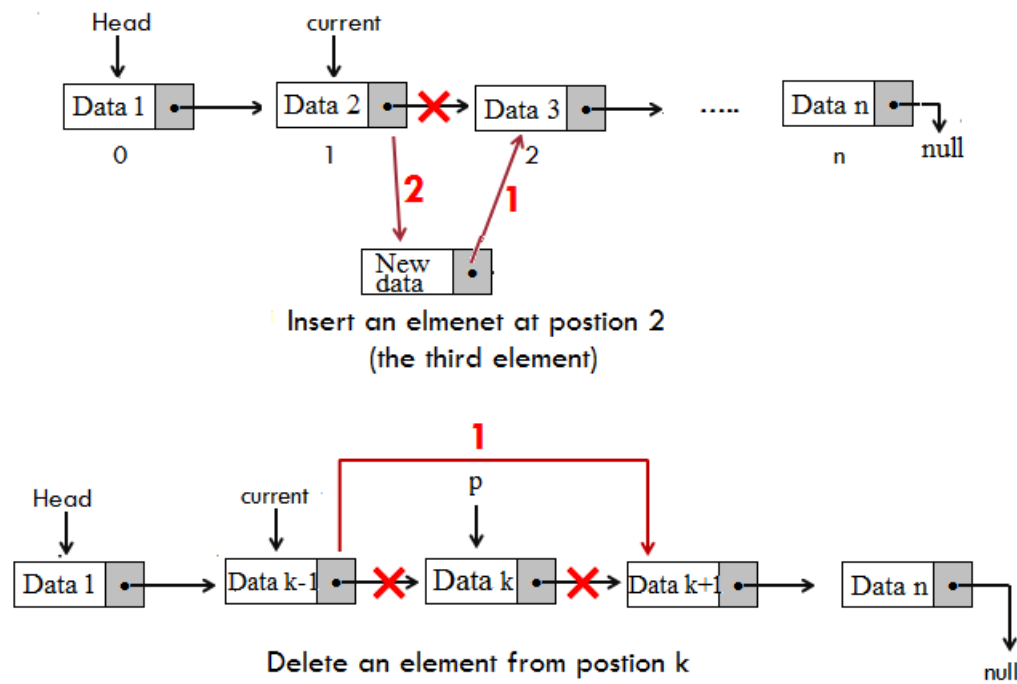 Head
current
Data 1
Data 2
Data 3
.....
Data n
null
0
1
2
n
2
1
New
data
Insert an elmenet at postion 2
(the third element)
1
p
Head
current
Data 1
Data k-1
Data k
Data k+1
Data n
Delete an element from postion k
null